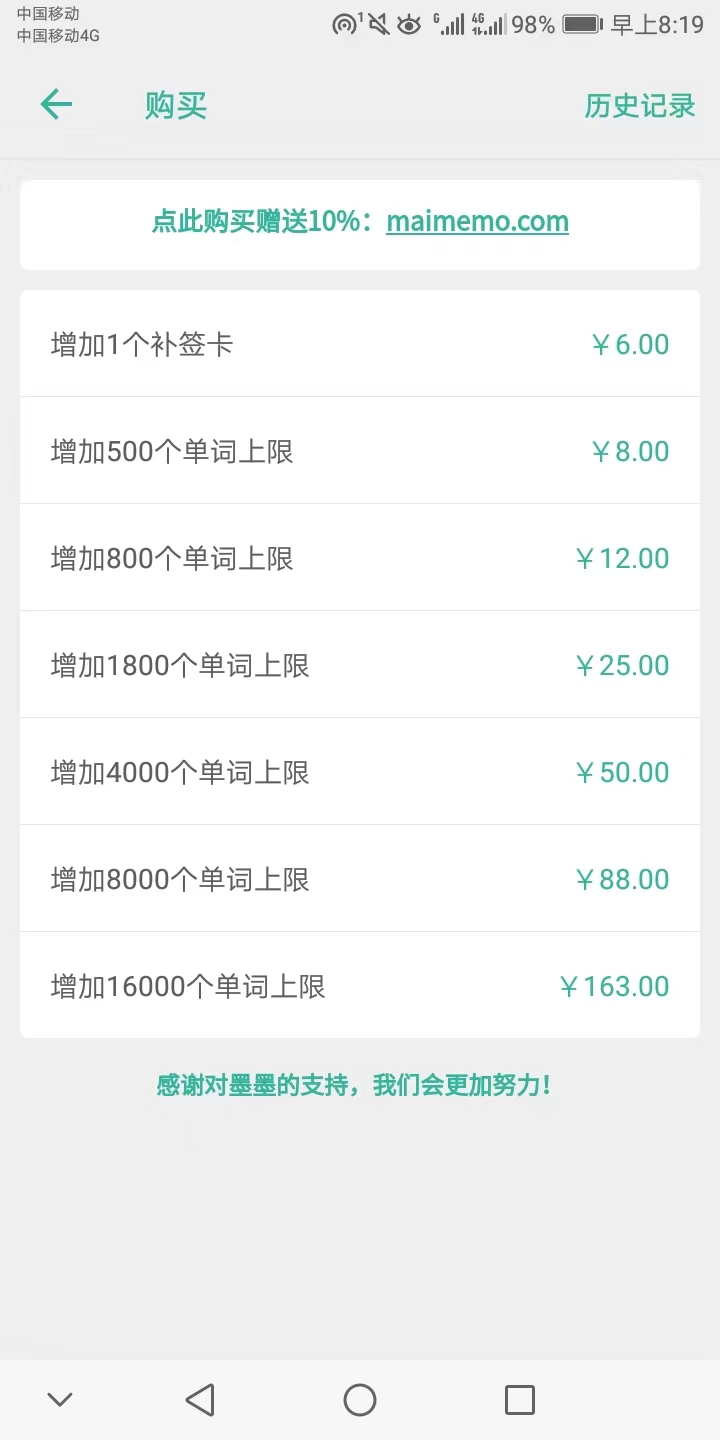 中国移动
中国移动4G
1 G 4G 98% 早上8:19
购买 历史记录
点此购买赠送10%：maimemo.com
增加1个补签卡 ￥6.00
增加500个单词上限 ￥8.00
增加800个单词上限 ￥12.00
增加1800个单词上限 ￥25.00
增加4000个单词上限 ￥50.00
增加8000个单词上限 ￥88.00
增加16000个单词上限 ￥163.00
感谢对墨墨的支持，我们会更加努力！